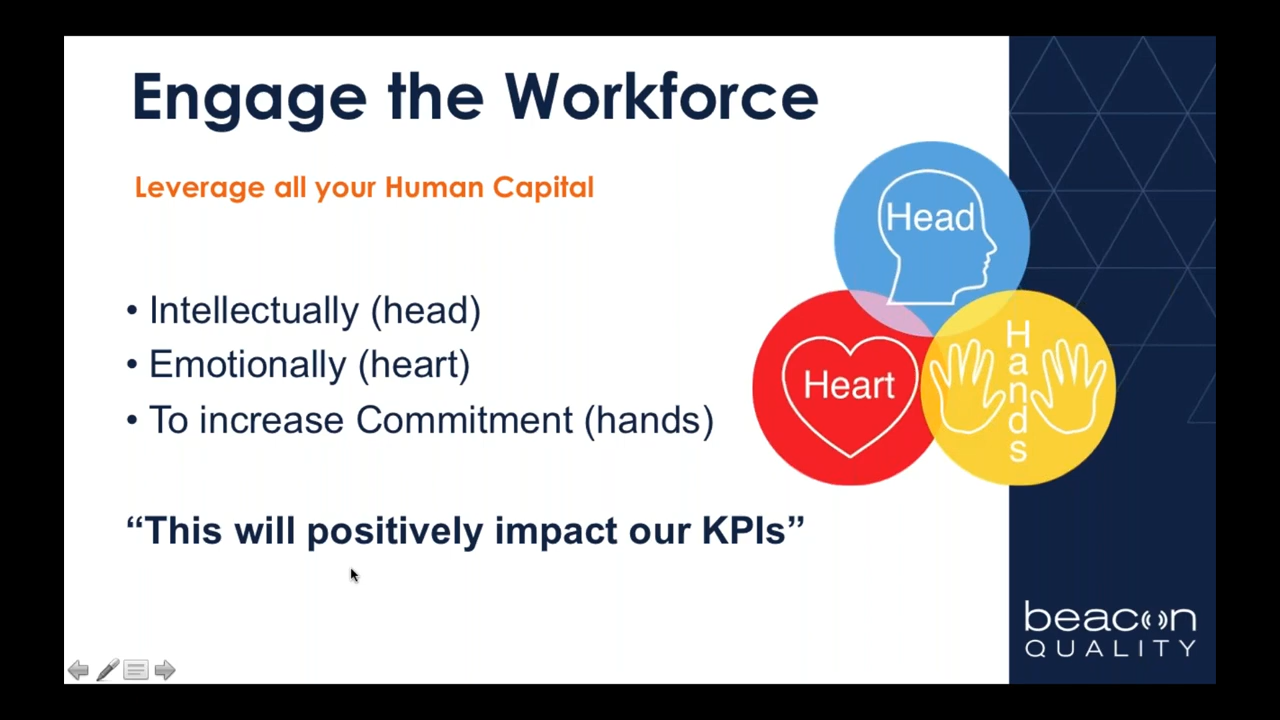 Engage the Workforce
Leverage all your Human Capital
• Intellectually (head)
• Emotionally (heart)
• To increase Commitment (hands)
“This will positively impact our KPIs”
Head
Heart
Hands
beacon
QUALITY